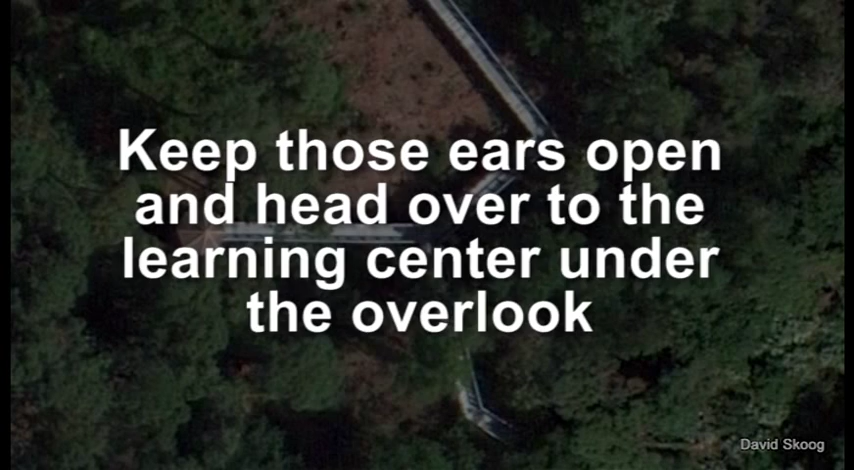 Keep those ears open
and head over to the
learning center under
the overlook
David Skoog